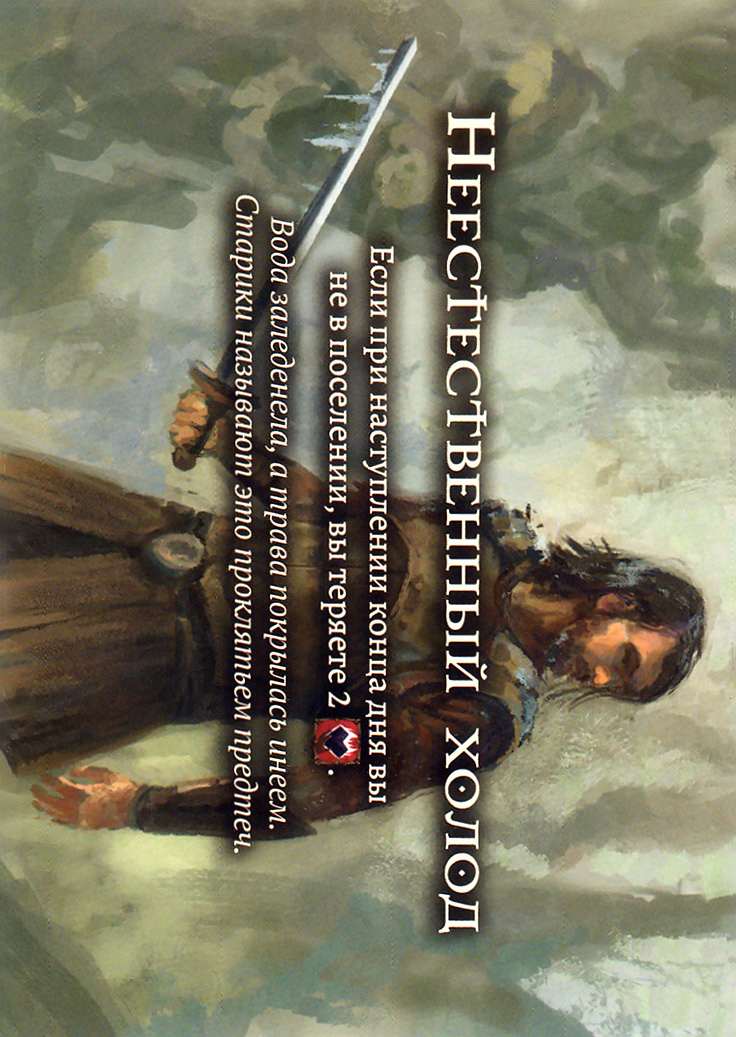 Неестественный холод
Если при наступлении конца дня вы
не в поселении, вы теряете 2 .
Вода заледенела, а трава покрылась инеем.
Старики называют это проклятьем предтеч.